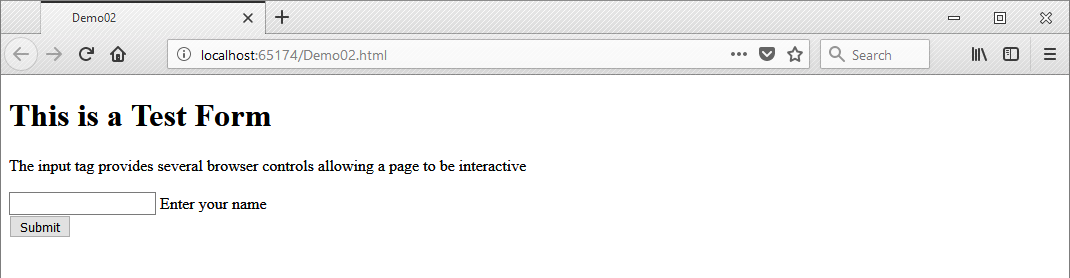 Demo02
localhost:65174/Demo02.html
Search
This is a Test Form
The input tag provides several browser controls allowing a page to be interactive
Enter your name
Submit